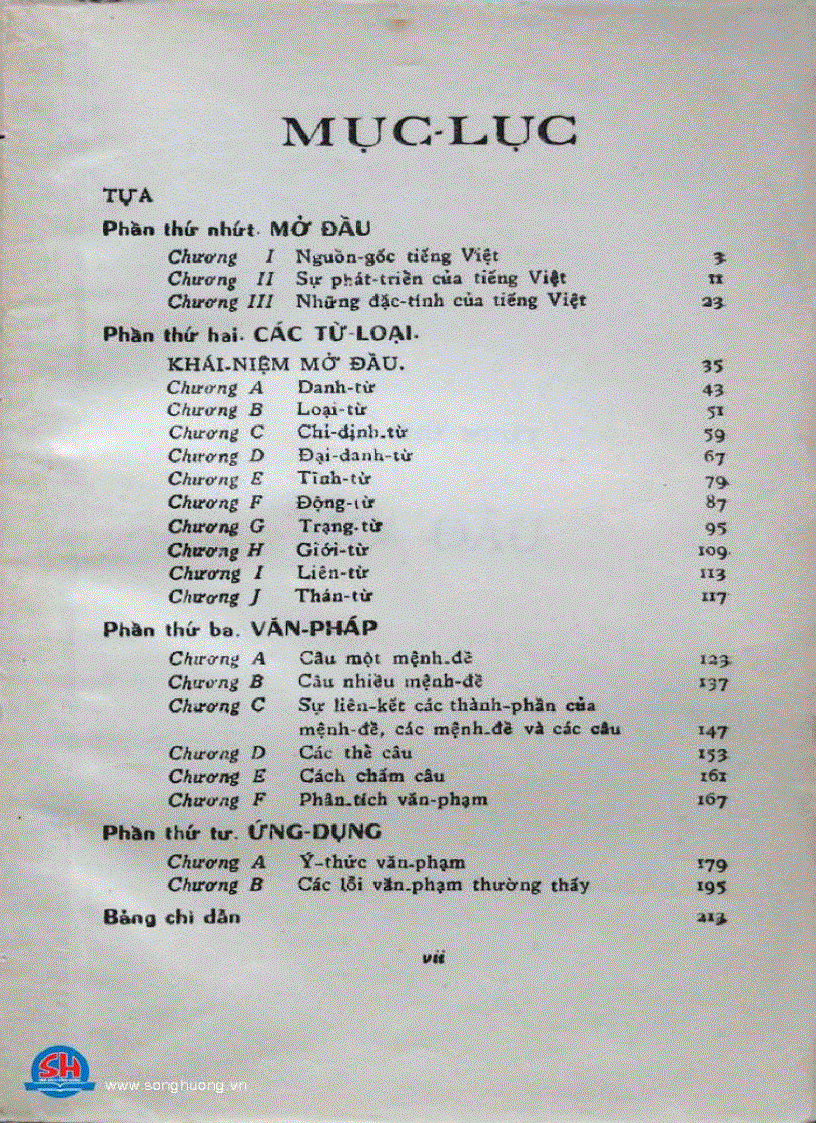 MỤC-LỤC
TỰA
Phần thứ nhứt. MỞ ĐẦU
Chương I Nguồn-gốc tiếng Việt 3
Chương II Sự phát-triển của tiếng Việt 11
Chương III Những đặc-tính của tiếng Việt 23
Phần thứ hai. CÁC TỪ-LOẠI.
KHÁI-NIỆM MỞ ĐẦU. 35
Chương A Danh-từ 43
Chương B Loại-từ 51
Chương C Chỉ-định-từ 59
Chương D Đại-danh-từ 67
Chương E Tĩnh-từ 79
Chương F Động-từ 87
Chương G Trạng-từ 95
Chương H Giới-từ 109
Chương I Liên-từ 113
Chương J Thán-từ 117
Phần thứ ba. VĂN-PHÁP
Chương A Câu một mệnh-đề 123
Chương B Câu nhiều mệnh-đề 137
Chương C Sự liên-kết các thành-phần của
mệnh-đề, các mệnh-đề và các câu 147
Chương D Các thể câu 153
Chương E Cách chấm câu 161
Chương F Phân-tích văn-phạm 167
Phần thứ tư. ỨNG-DỤNG
Chương A Ý-thức văn-phạm 179
Chương B Các lỗi văn-phạm thường thấy 195
Bảng chỉ dẫn 213
vii
SH
www.songhuong.vn